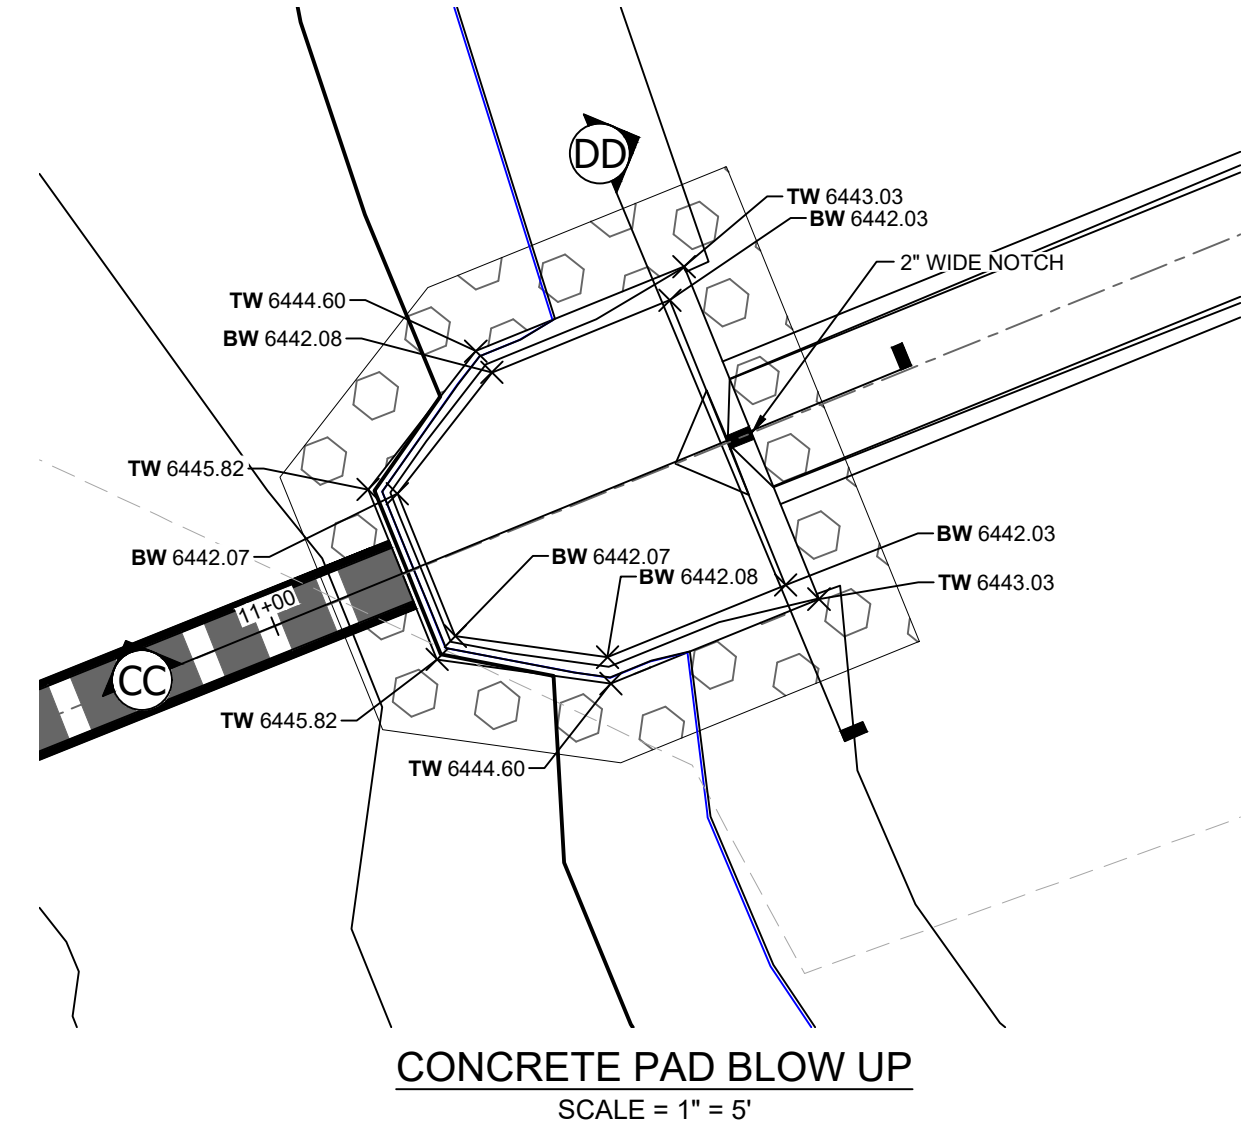 DD
TW 6443.03
BW 6442.03
2" WIDE NOTCH
TW 6444.60
BW 6442.08
TW 6445.82
BW 6442.07
BW 6442.03
BW 6442.07
BW 6442.08
TW 6443.03
11+00
CC
TW 6445.82
TW 6444.60
CONCRETE PAD BLOW UP
SCALE = 1" = 5'